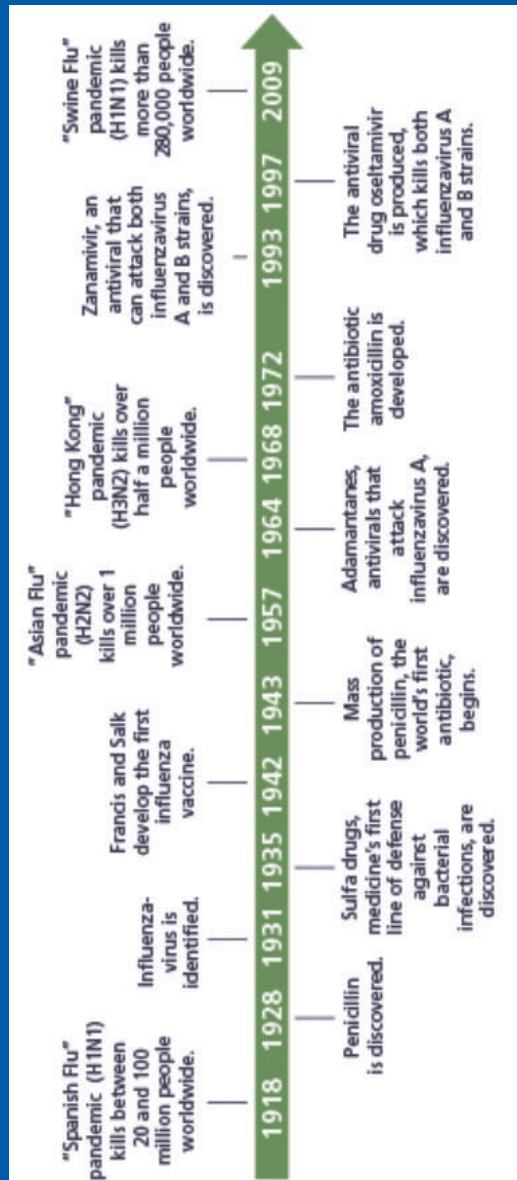 "Spanish Flu"
pandemic (H1N1)
kills between
20 and 100
million people
worldwide.
Influenza-
virus is
identified.
Francis and Salk
develop the first
influenza
vaccine.
"Asian Flu"
pandemic
(H2N2)
kills over 1
million
people
worldwide.
"Hong Kong"
pandemic
(H3N2) kills over
half a million
people
worldwide.
Zanamivir, an
antiviral that
can attack both
influenzavirus
A and B strains,
is discovered.
"Swine Flu"
pandemic
(H1N1) kills
more than
280,000 people
worldwide.
1918 1928 1931 1935 1942 1943 1957 1964 1968 1972 1993 1997 2009
Penicillin
is discovered.
Sulfa drugs,
medicine's first
line of defense
against
bacterial
infections, are
discovered.
Mass
production of
penicillin, the
world's first
antibiotic,
begins.
Adamantanes,
antivirals that
attack
influenzavirus A,
are discovered.
The antibiotic
amoxicillin is
developed.
The antiviral
drug oseltamivir
is produced,
which kills both
influenzavirus A
and B strains.